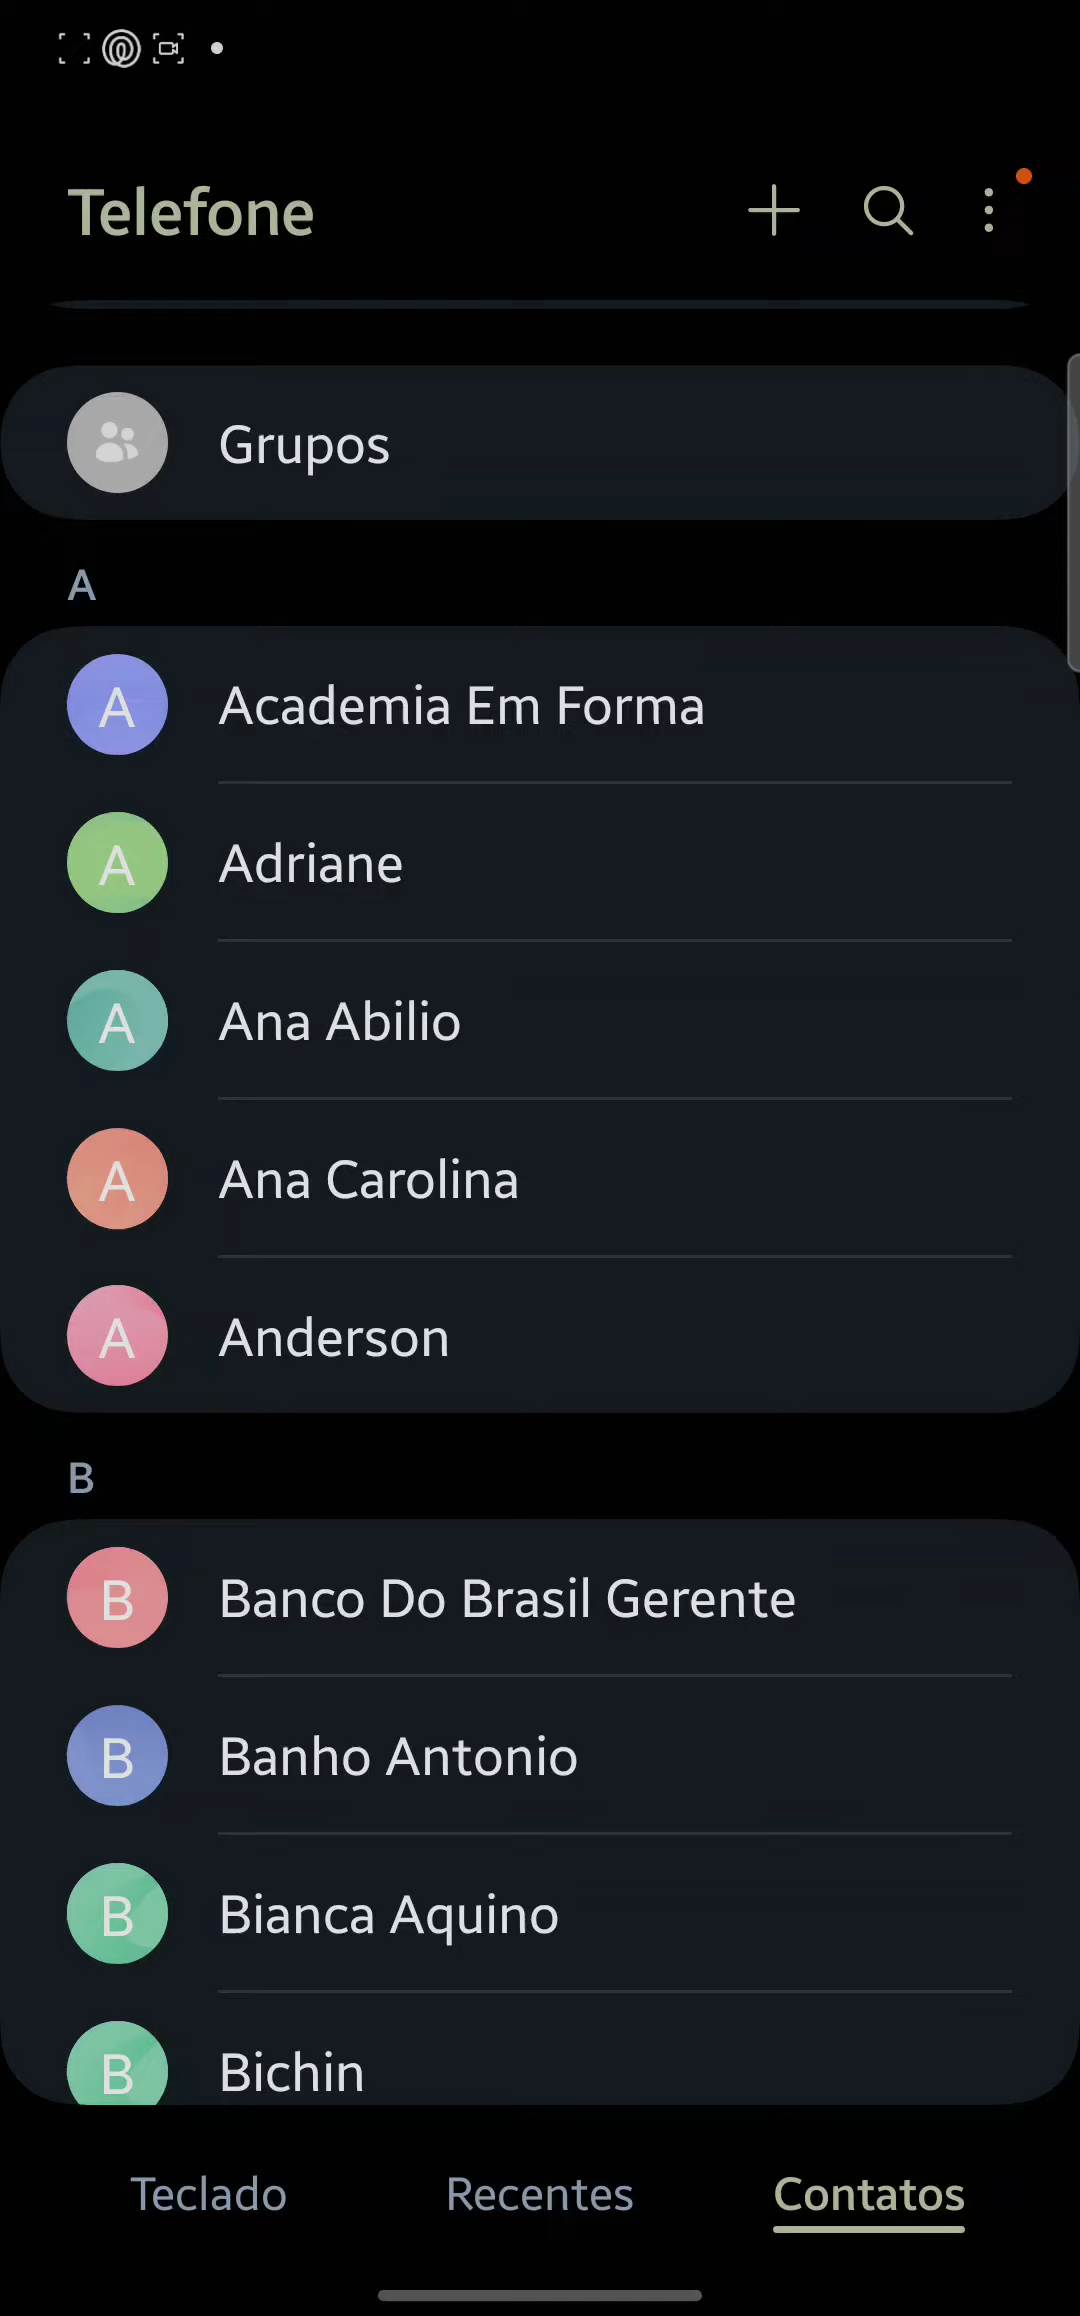 Telefone
Grupos
A
A Academia Em Forma
A Adriane
A Ana Abilio
A Ana Carolina
A Anderson
B
B Banco Do Brasil Gerente
B Banho Antonio
B Bianca Aquino
B Bichin
Teclado Recentes Contatos